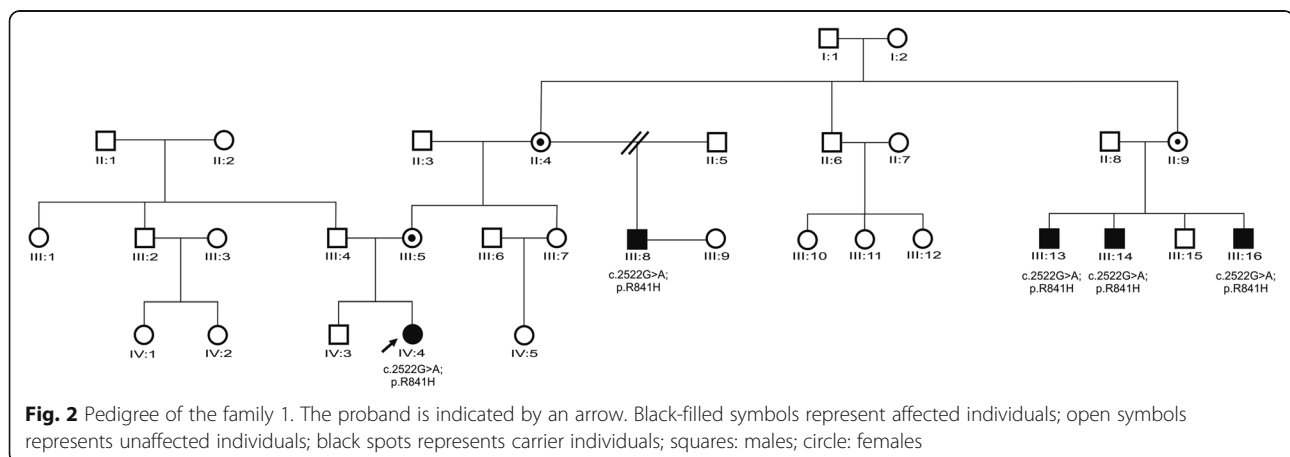 I:1 I:2
II:1 II:2 II:3 II:4 II:5 II:6 II:7 II:8 II:9
III:1 III:2 III:3 III:4 III:5 III:6 III:7 III:8 III:9 III:10 III:11 III:12 III:13 III:14 III:15 III:16
c.2522G>A; c.2522G>A; c.2522G>A; c.2522G>A;
p.R841H p.R841H p.R841H p.R841H
IV:1 IV:2 IV:3 IV:4 IV:5
c.2522G>A;
p.R841H
Fig. 2 Pedigree of the family 1. The proband is indicated by an arrow. Black-filled symbols represent affected individuals; open symbols
represents unaffected individuals; black spots represents carrier individuals; squares: males; circle: females